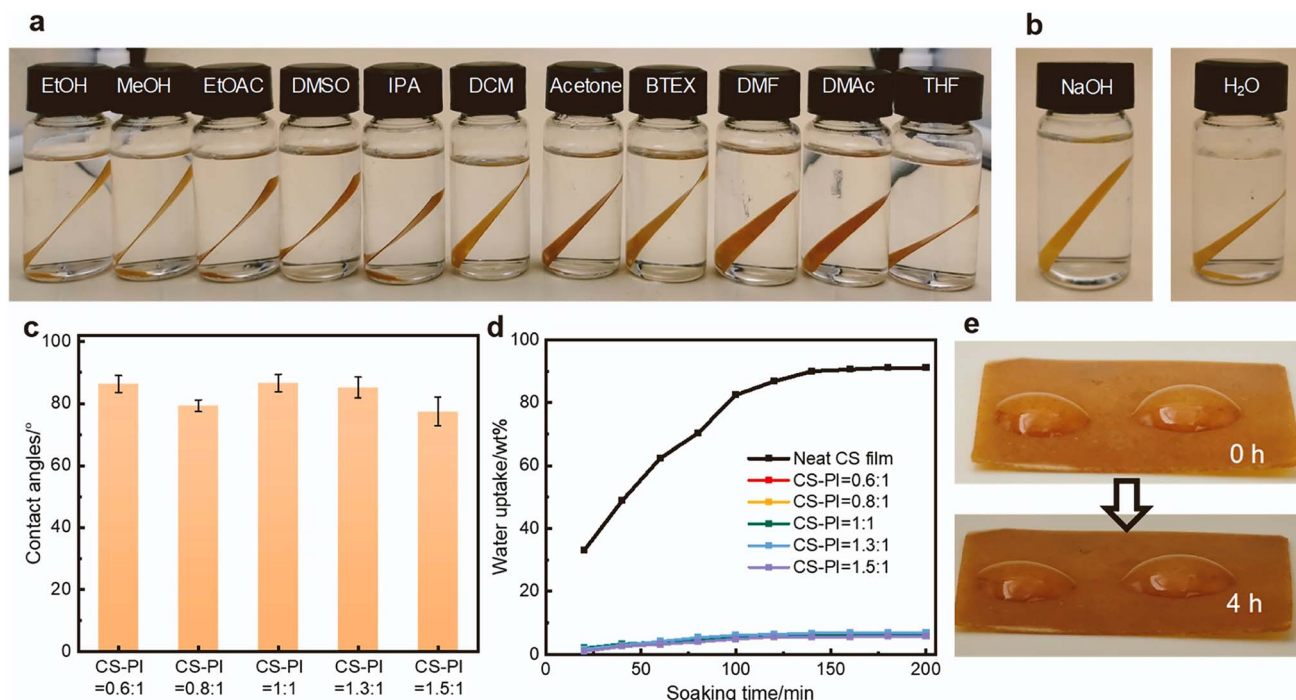 a
EtOH MeOH EtOAC DMSO IPA DCM Acetone BTEX DMF DMAc THF
b
NaOH H₂O
c
Contact angles/°
100
80
60
40
20
0
CS-PI CS-PI CS-PI CS-PI CS-PI
=0.6:1 =0.8:1 =1:1 =1.3:1 =1.5:1
d
Water uptake/wt%
100
80
60
40
20
0
Neat CS film
CS-PI=0.6:1
CS-PI=0.8:1
CS-PI=1:1
CS-PI=1.3:1
CS-PI=1.5:1
0 50 100 150 200
Soaking time/min
e
0 h
4 h